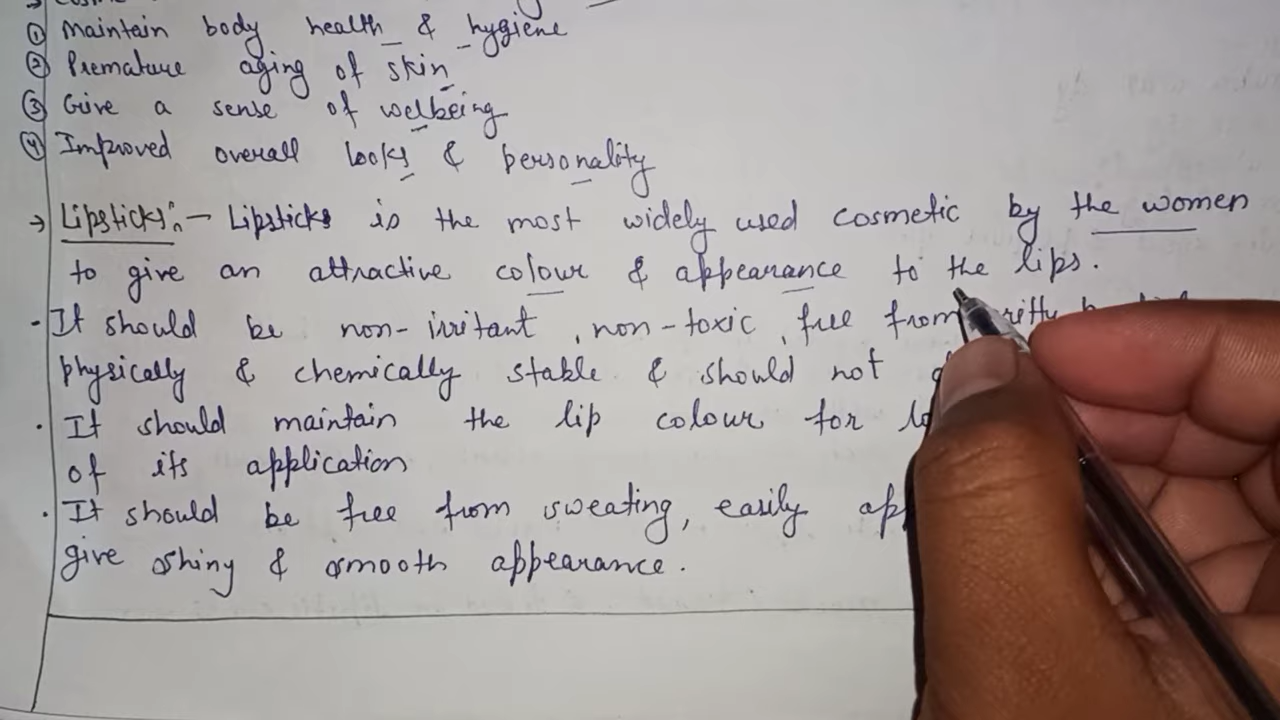 ① Maintain body health & hygiene
② Premature aging of skin
③ Give a sense of welbeing
④ Improved overall looks & personality
→ Lipsticks:- Lipsticks is the most widely used cosmetic by the women
to give an attractive colour & appearance to the lips.
· It should be non-irritant, non-toxic, free from
physically & chemically stable & should not
· It should maintain the lip colour for
of its application
· It should be free from sweating, easily
give shiny & smooth appearance.